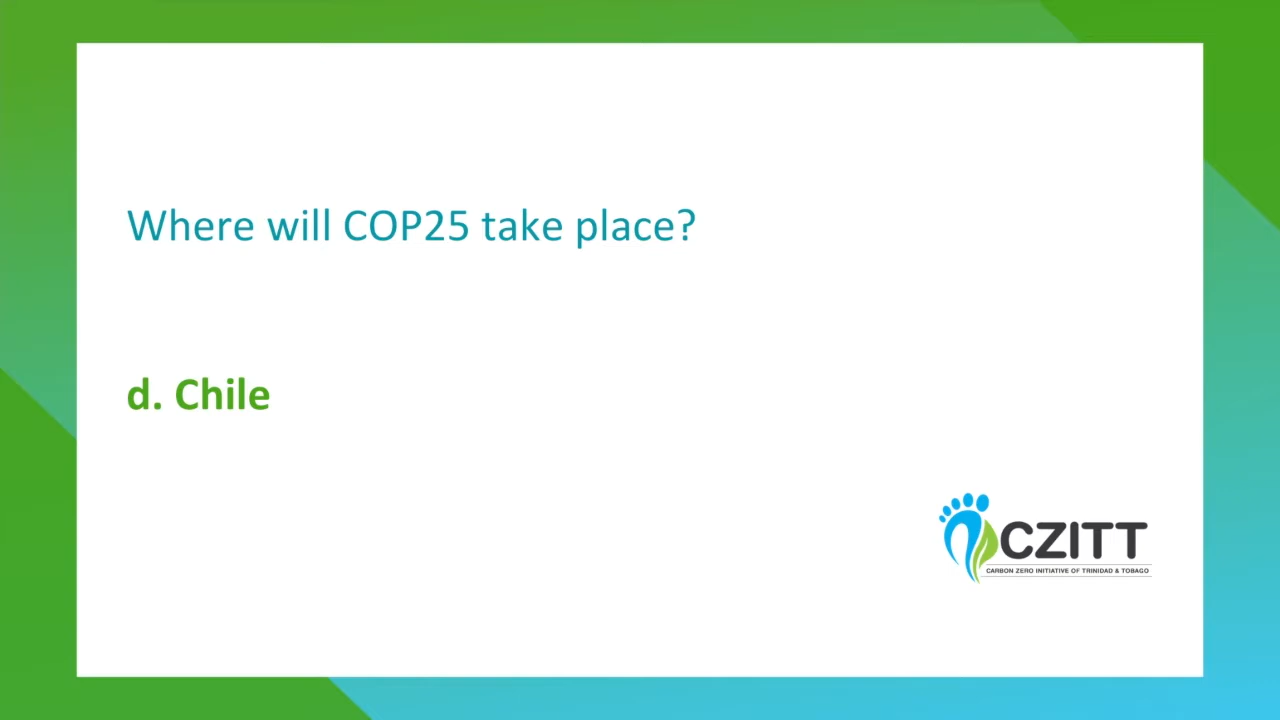 Where will COP25 take place?
d. Chile
CZITT
CARBON ZERO INITIATIVE OF TRINIDAD & TOBAGO